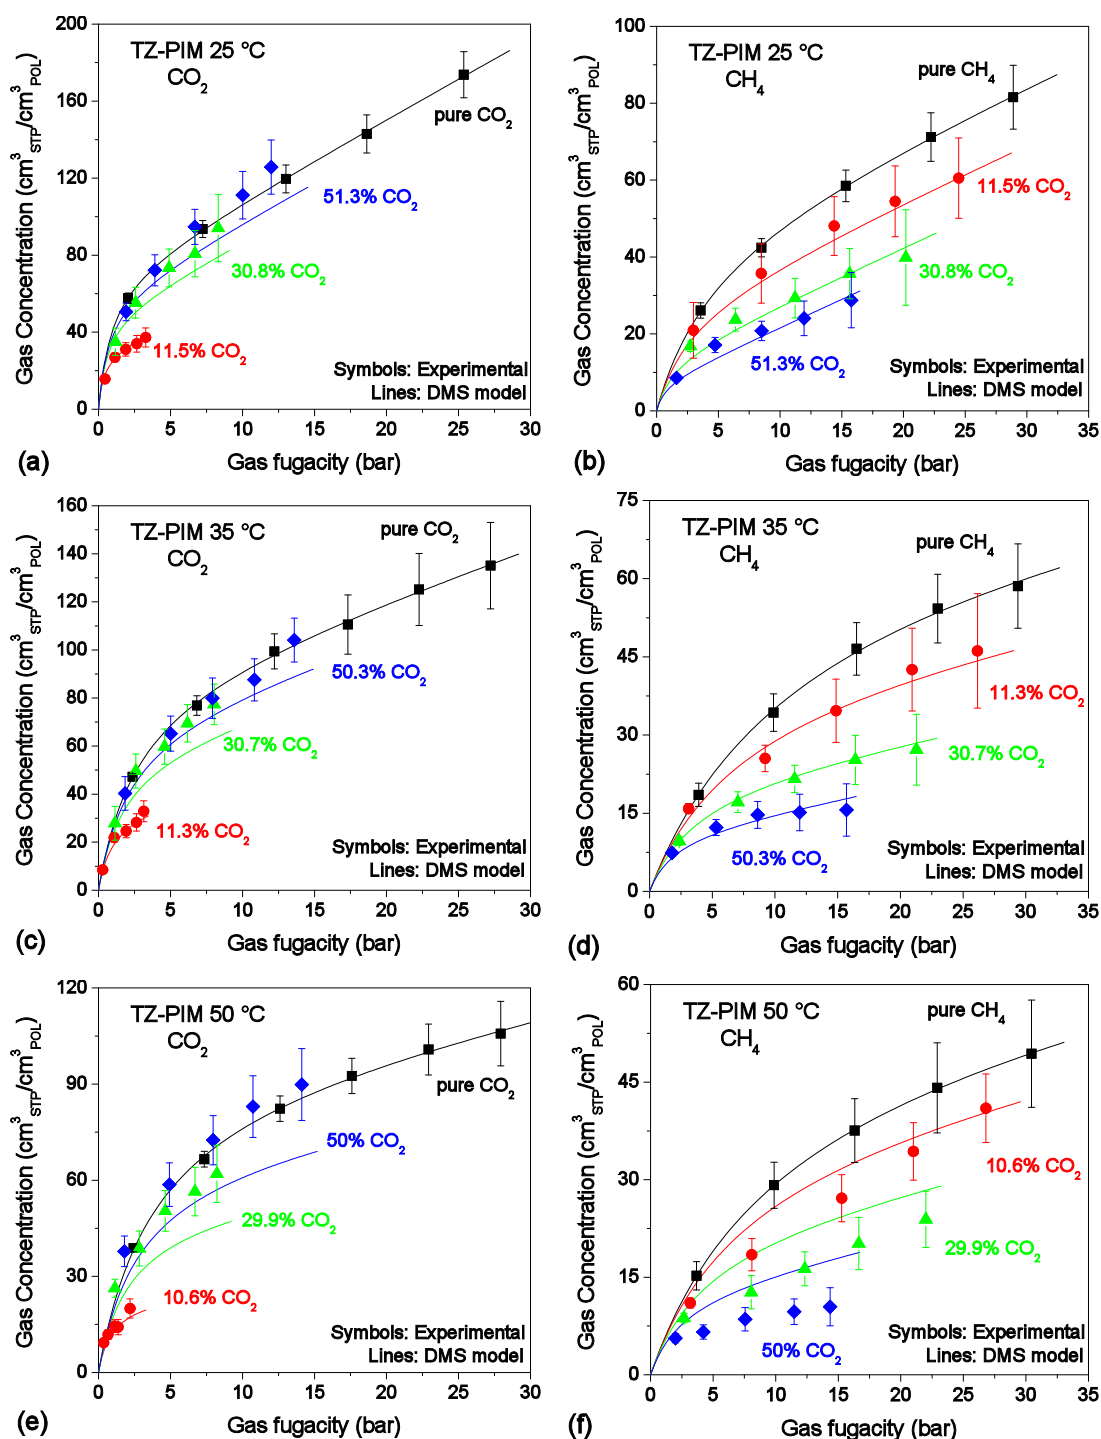 TZ-PIM 25 °C
CO2
pure CO2
51.3% CO2
30.8% CO2
11.5% CO2
Symbols: Experimental
Lines: DMS model
Gas Concentration (cm3STP/cm3POL)
200
160
120
80
40
0
0 5 10 15 20 25 30
Gas fugacity (bar)
(a)
TZ-PIM 25 °C
CH4
pure CH4
11.5% CO2
30.8% CO2
51.3% CO2
Symbols: Experimental
Lines: DMS model
Gas Concentration (cm3STP/cm3POL)
100
80
60
40
20
0
0 5 10 15 20 25 30 35
Gas fugacity (bar)
(b)
TZ-PIM 35 °C
CO2
pure CO2
50.3% CO2
30.7% CO2
11.3% CO2
Symbols: Experimental
Lines: DMS model
Gas Concentration (cm3STP/cm3POL)
160
140
120
100
80
60
40
20
0
0 5 10 15 20 25 30
Gas fugacity (bar)
(c)
TZ-PIM 35 °C
CH4
pure CH4
11.3% CO2
30.7% CO2
50.3% CO2
Symbols: Experimental
Lines: DMS model
Gas Concentration (cm3STP/cm3POL)
75
60
45
30
15
0
0 5 10 15 20 25 30 35
Gas fugacity (bar)
(d)
TZ-PIM 50 °C
CO2
pure CO2
50% CO2
29.9% CO2
10.6% CO2
Symbols: Experimental
Lines: DMS model
Gas Concentration (cm3STP/cm3POL)
120
90
60
30
0
0 5 10 15 20 25 30
Gas fugacity (bar)
(e)
TZ-PIM 50 °C
CH4
pure CH4
10.6% CO2
29.9% CO2
50% CO2
Symbols: Experimental
Lines: DMS model
Gas Concentration (cm3STP/cm3POL)
60
45
30
15
0
0 5 10 15 20 25 30 35
Gas fugacity (bar)
(f)